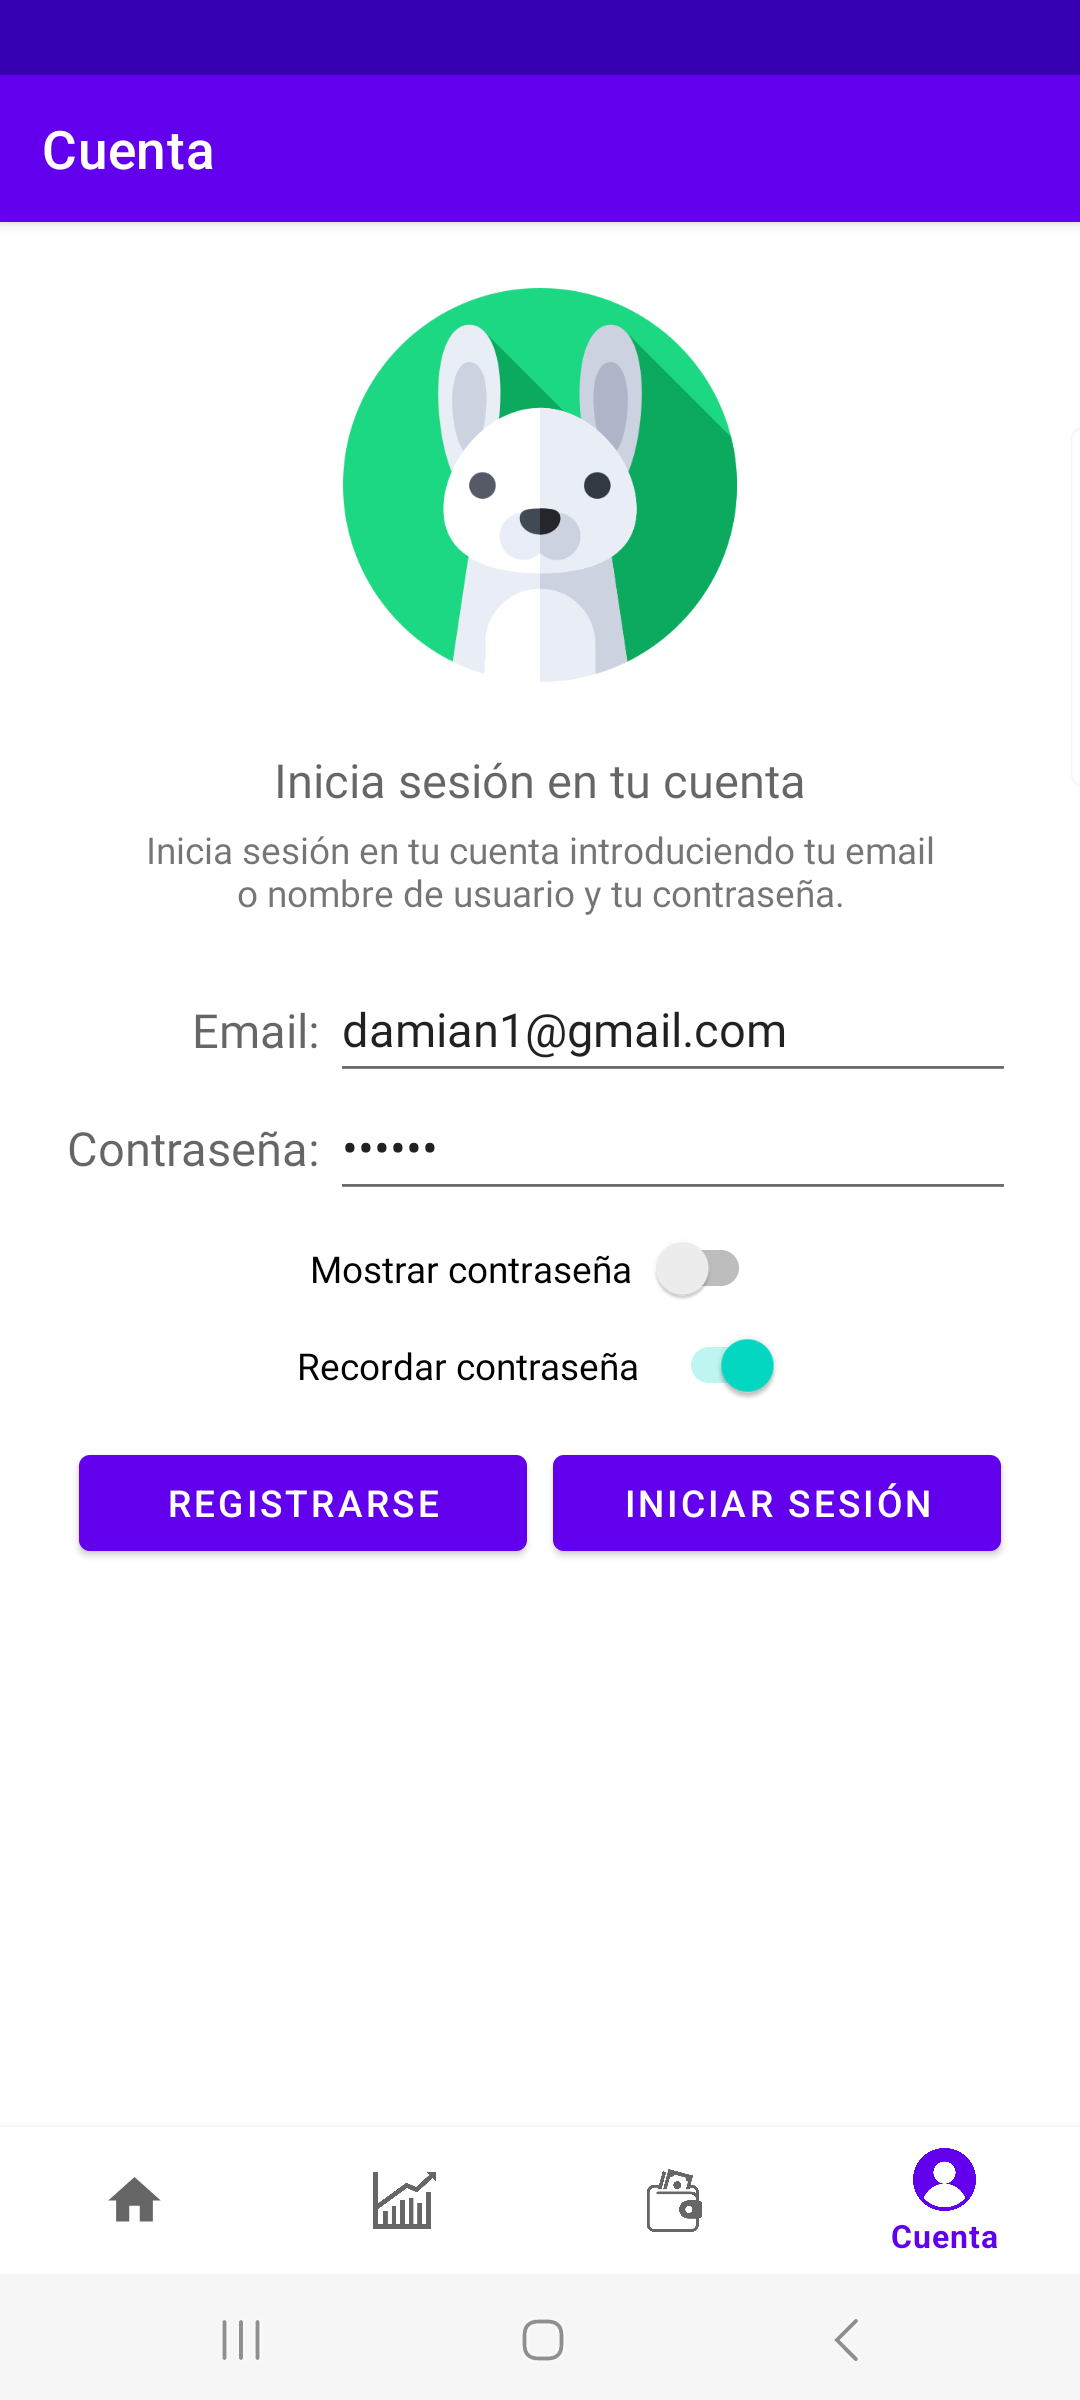 Cuenta
Inicia sesión en tu cuenta
Inicia sesión en tu cuenta introduciendo tu email
o nombre de usuario y tu contraseña.
Email: damian1@gmail.com
Contraseña: ••••••
Mostrar contraseña
Recordar contraseña
REGISTRARSE INICIAR SESIÓN
Cuenta